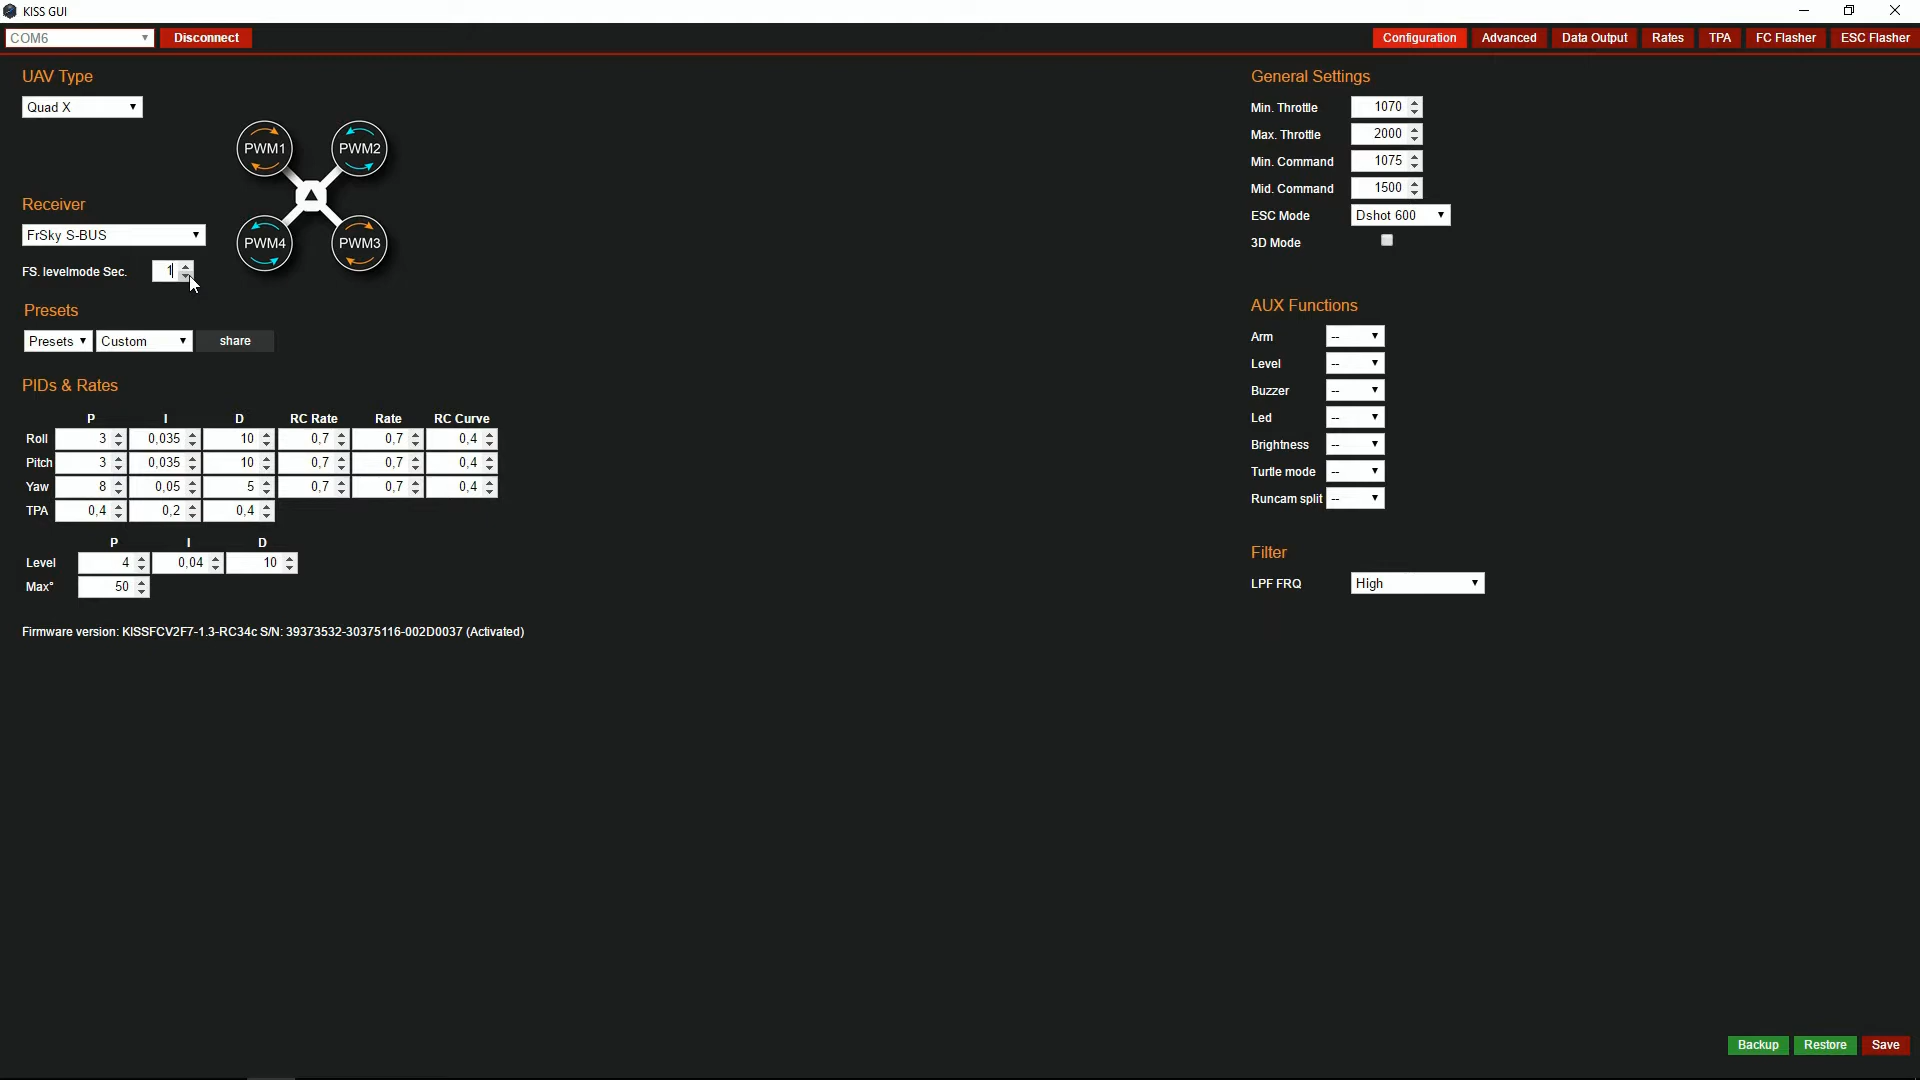 KISS GUI
COM6 Disconnect Configuration Advanced Data Output Rates TPA FC Flasher ESC Flasher
UAV Type
Quad X
PWM1 PWM2
PWM4 PWM3
Receiver
FrSky S-BUS
FS. levelmode Sec. 1
Presets
Presets Custom share
PIDs & Rates
P I D RC Rate Rate RC Curve
Roll 3 0,035 10 0,7 0,7 0,4
Pitch 3 0,035 10 0,7 0,7 0,4
Yaw 8 0,05 5 0,7 0,7 0,4
TPA 0,4 0,2 0,4
P I D
Level 4 0,04 10
Max° 50
Firmware version: KISSFCV2F7-1.3-RC34c S/N: 39373532-30375116-002D0037 (Activated)
General Settings
Min. Throttle 1070
Max. Throttle 2000
Min. Command 1075
Mid. Command 1500
ESC Mode Dshot 600
3D Mode
AUX Functions
Arm --
Level --
Buzzer --
Led --
Brightness --
Turtle mode --
Runcam split --
Filter
LPF FRQ High
Backup Restore Save